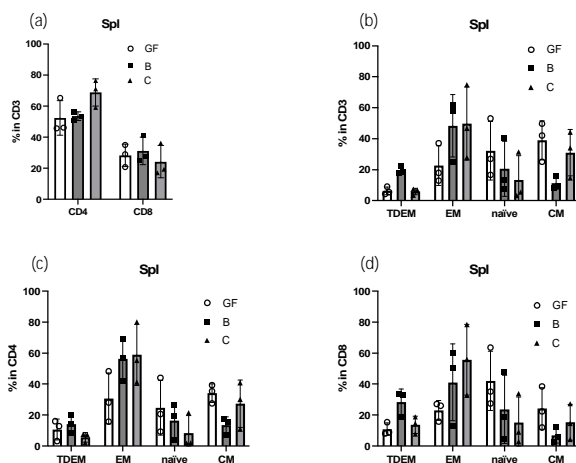 (a)
Spl
% in CD3
100
80
60
40
20
0
CD4
CD8
GF
B
C
(b)
Spl
% in CD3
100
80
60
40
20
0
TDEM
EM
naïve
CM
GF
B
C
(c)
Spl
% in CD4
100
80
60
40
20
0
TDEM
EM
naïve
CM
GF
B
C
(d)
Spl
% in CD8
100
80
60
40
20
0
TDEM
EM
naïve
CM
GF
B
C